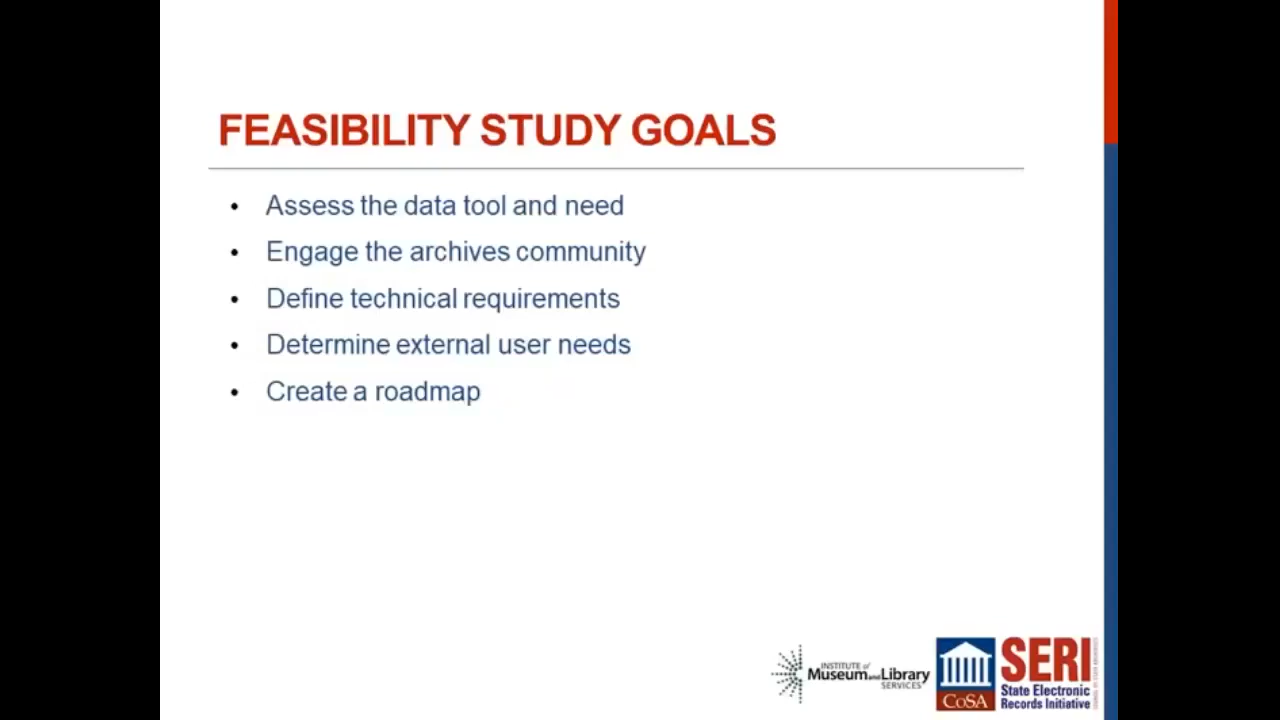 FEASIBILITY STUDY GOALS
• Assess the data tool and need
• Engage the archives community
• Define technical requirements
• Determine external user needs
• Create a roadmap
INSTITUTE of
Museum and Library
SERVICES
CoSA
SERI
State Electronic
Records Initiative